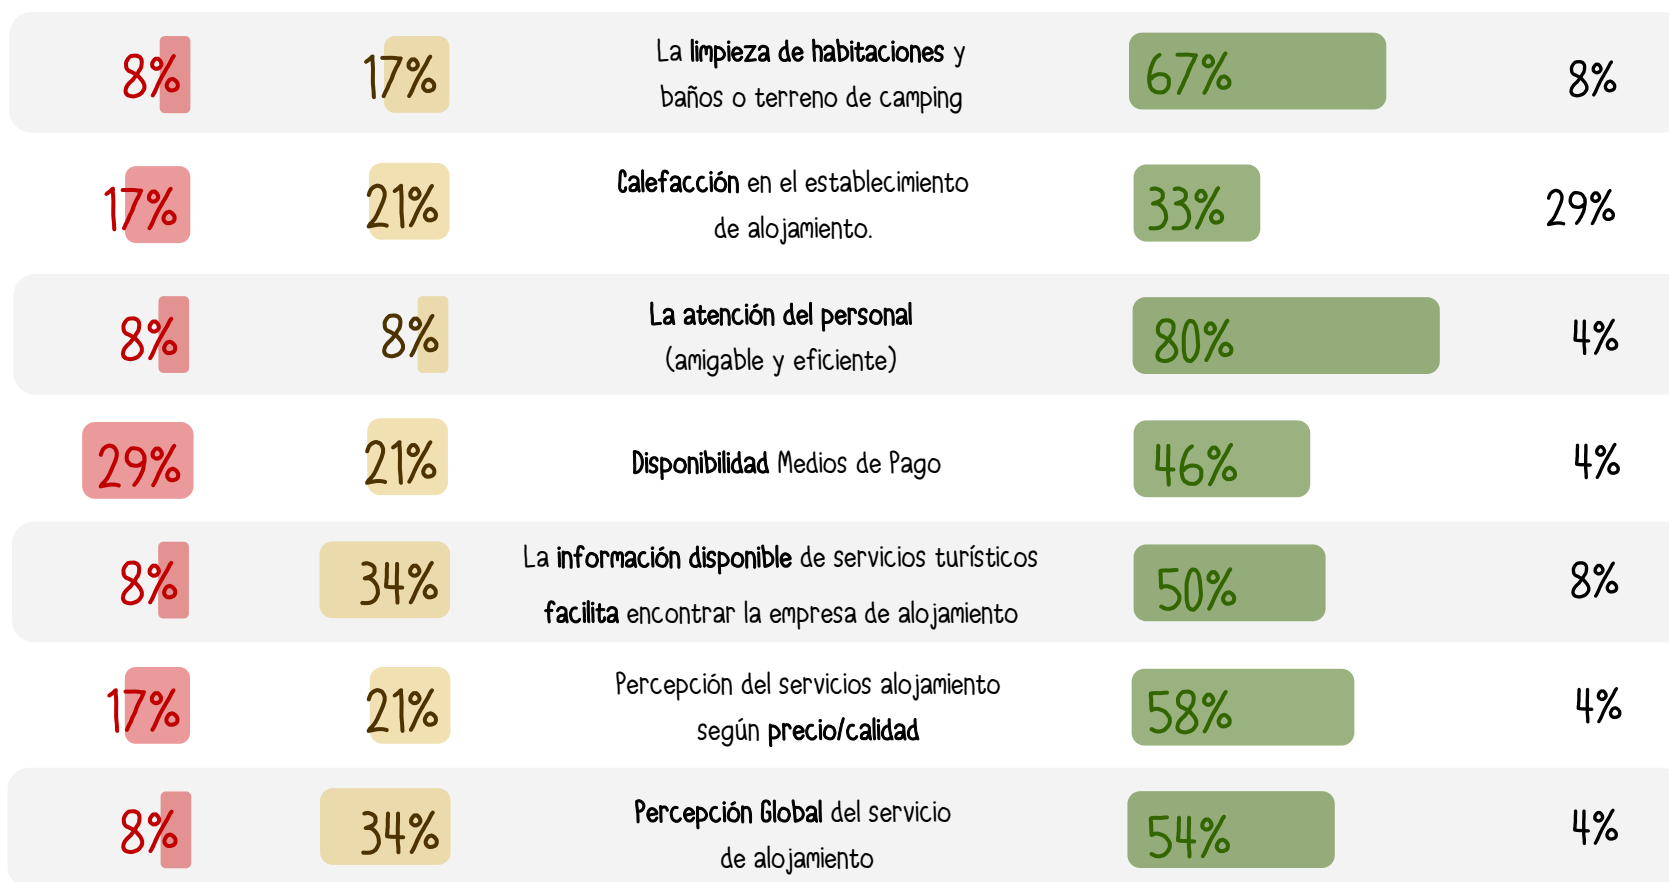 8% 17% La limpieza de habitaciones y 67% 8%
baños o terreno de camping
17% 21% Calefacción en el establecimiento 33% 29%
de alojamiento.
8% 8% La atención del personal 80% 4%
(amigable y eficiente)
29% 21% Disponibilidad Medios de Pago 46% 4%
8% 34% La información disponible de servicios turísticos 50% 8%
facilita encontrar la empresa de alojamiento
17% 21% Percepción del servicios alojamiento 58% 4%
según precio/calidad
8% 34% Percepción Global del servicio 54% 4%
de alojamiento